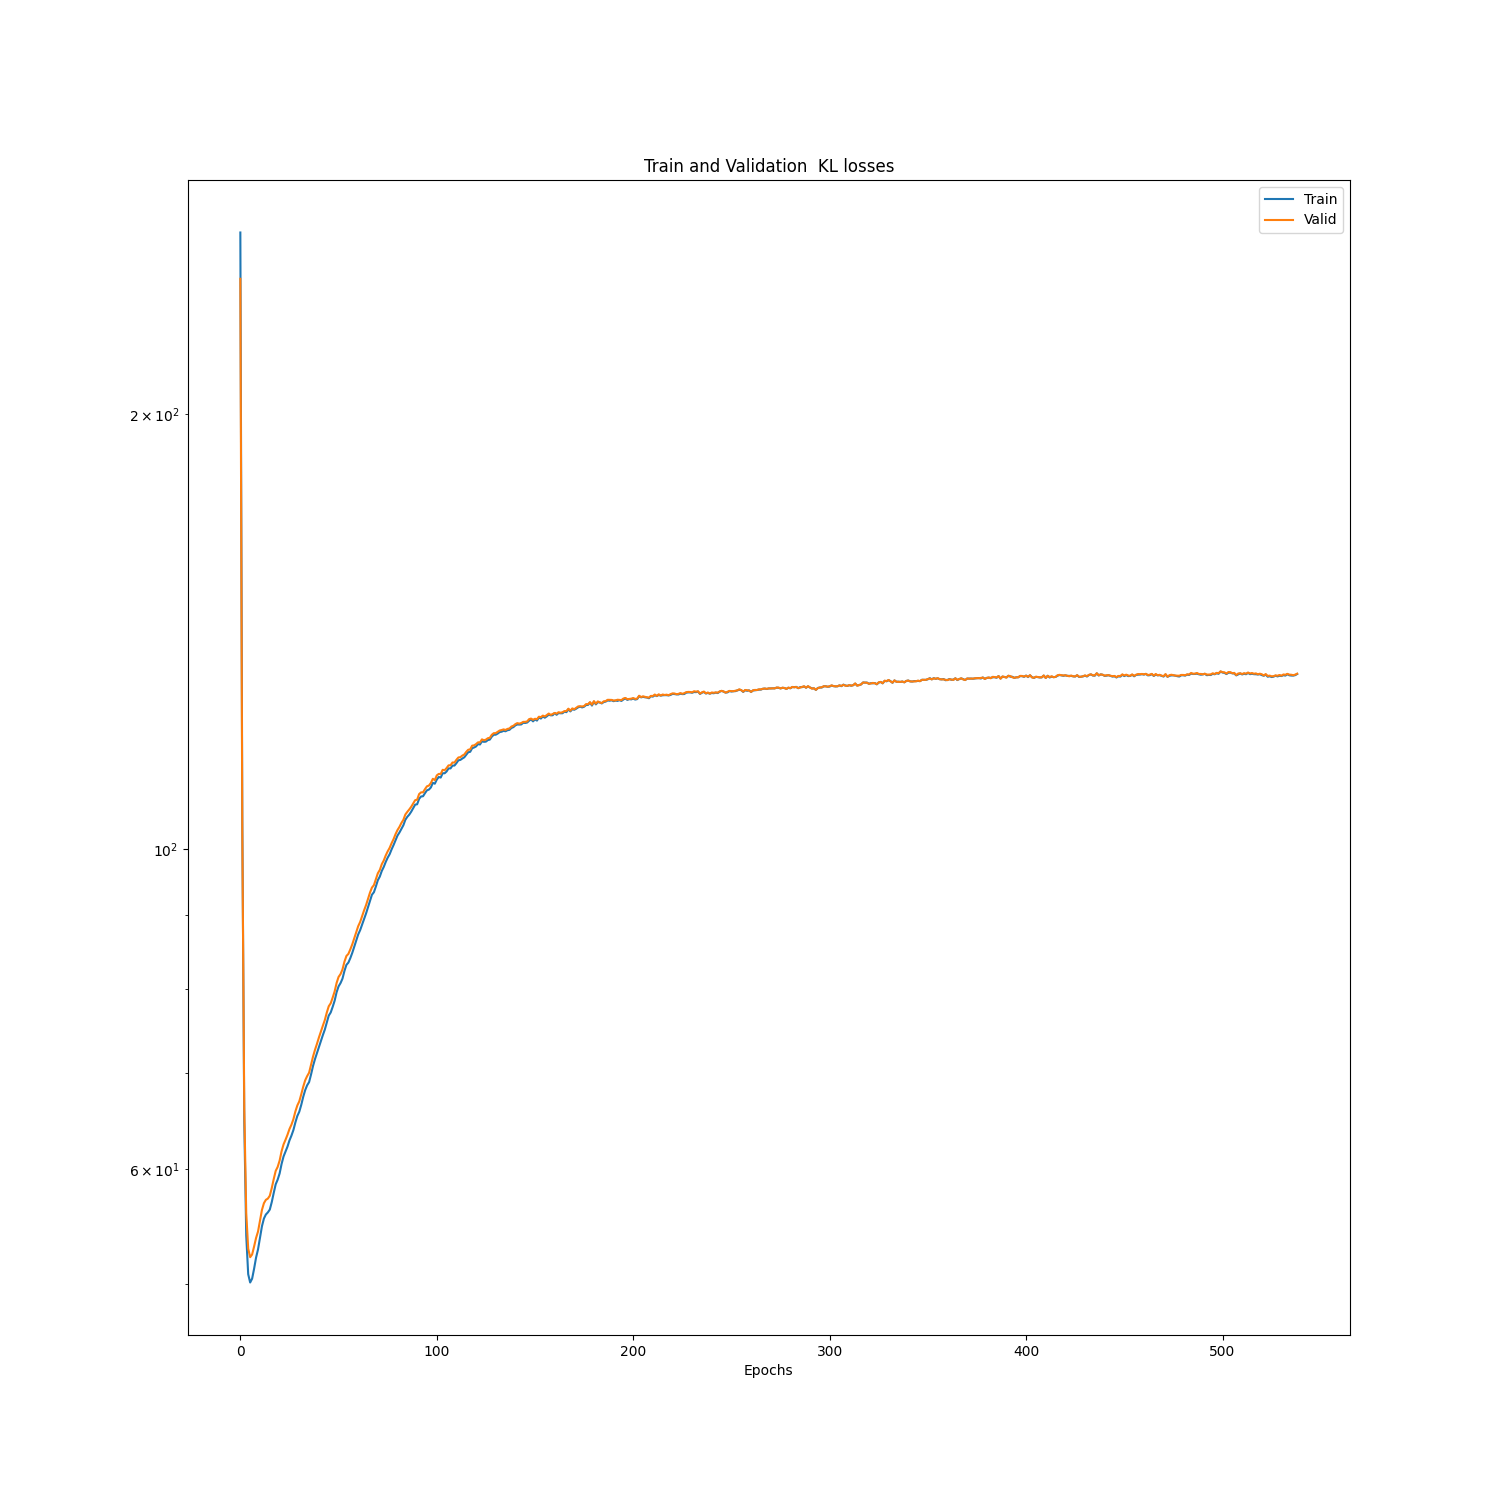 Train and Validation  KL losses
Train
Valid
2 × 10²
10²
6 × 10¹
0 100 200 300 400 500
Epochs